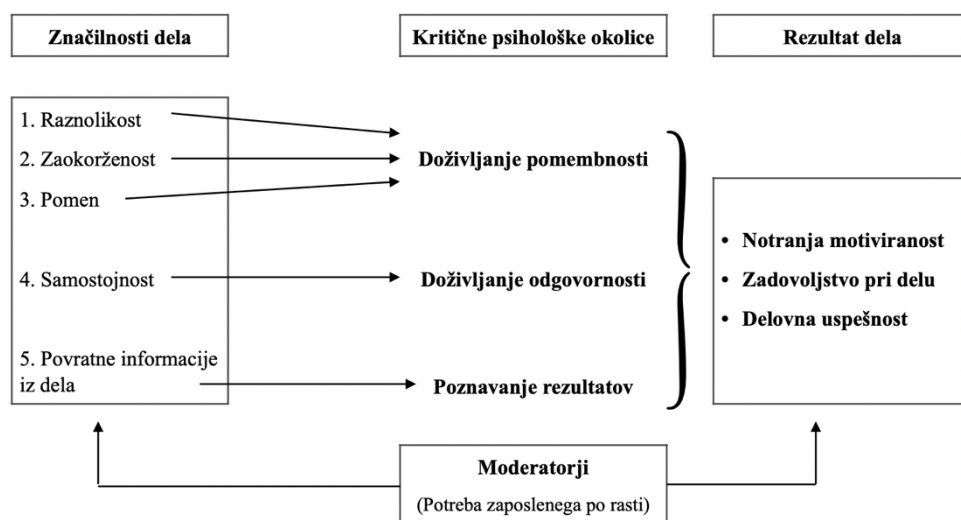 Značilnosti dela
Kritične psihološke okolice
Rezultat dela
1. Raznolikost
2. Zaokorženost
3. Pomen
4. Samostojnost
5. Povratne informacije
iz dela
Doživljanje pomembnosti
Doživljanje odgovornosti
Poznavanje rezultatov
• Notranja motiviranost
• Zadovoljstvo pri delu
• Delovna uspešnost
Moderatorji
(Potreba zaposlenega po rasti)